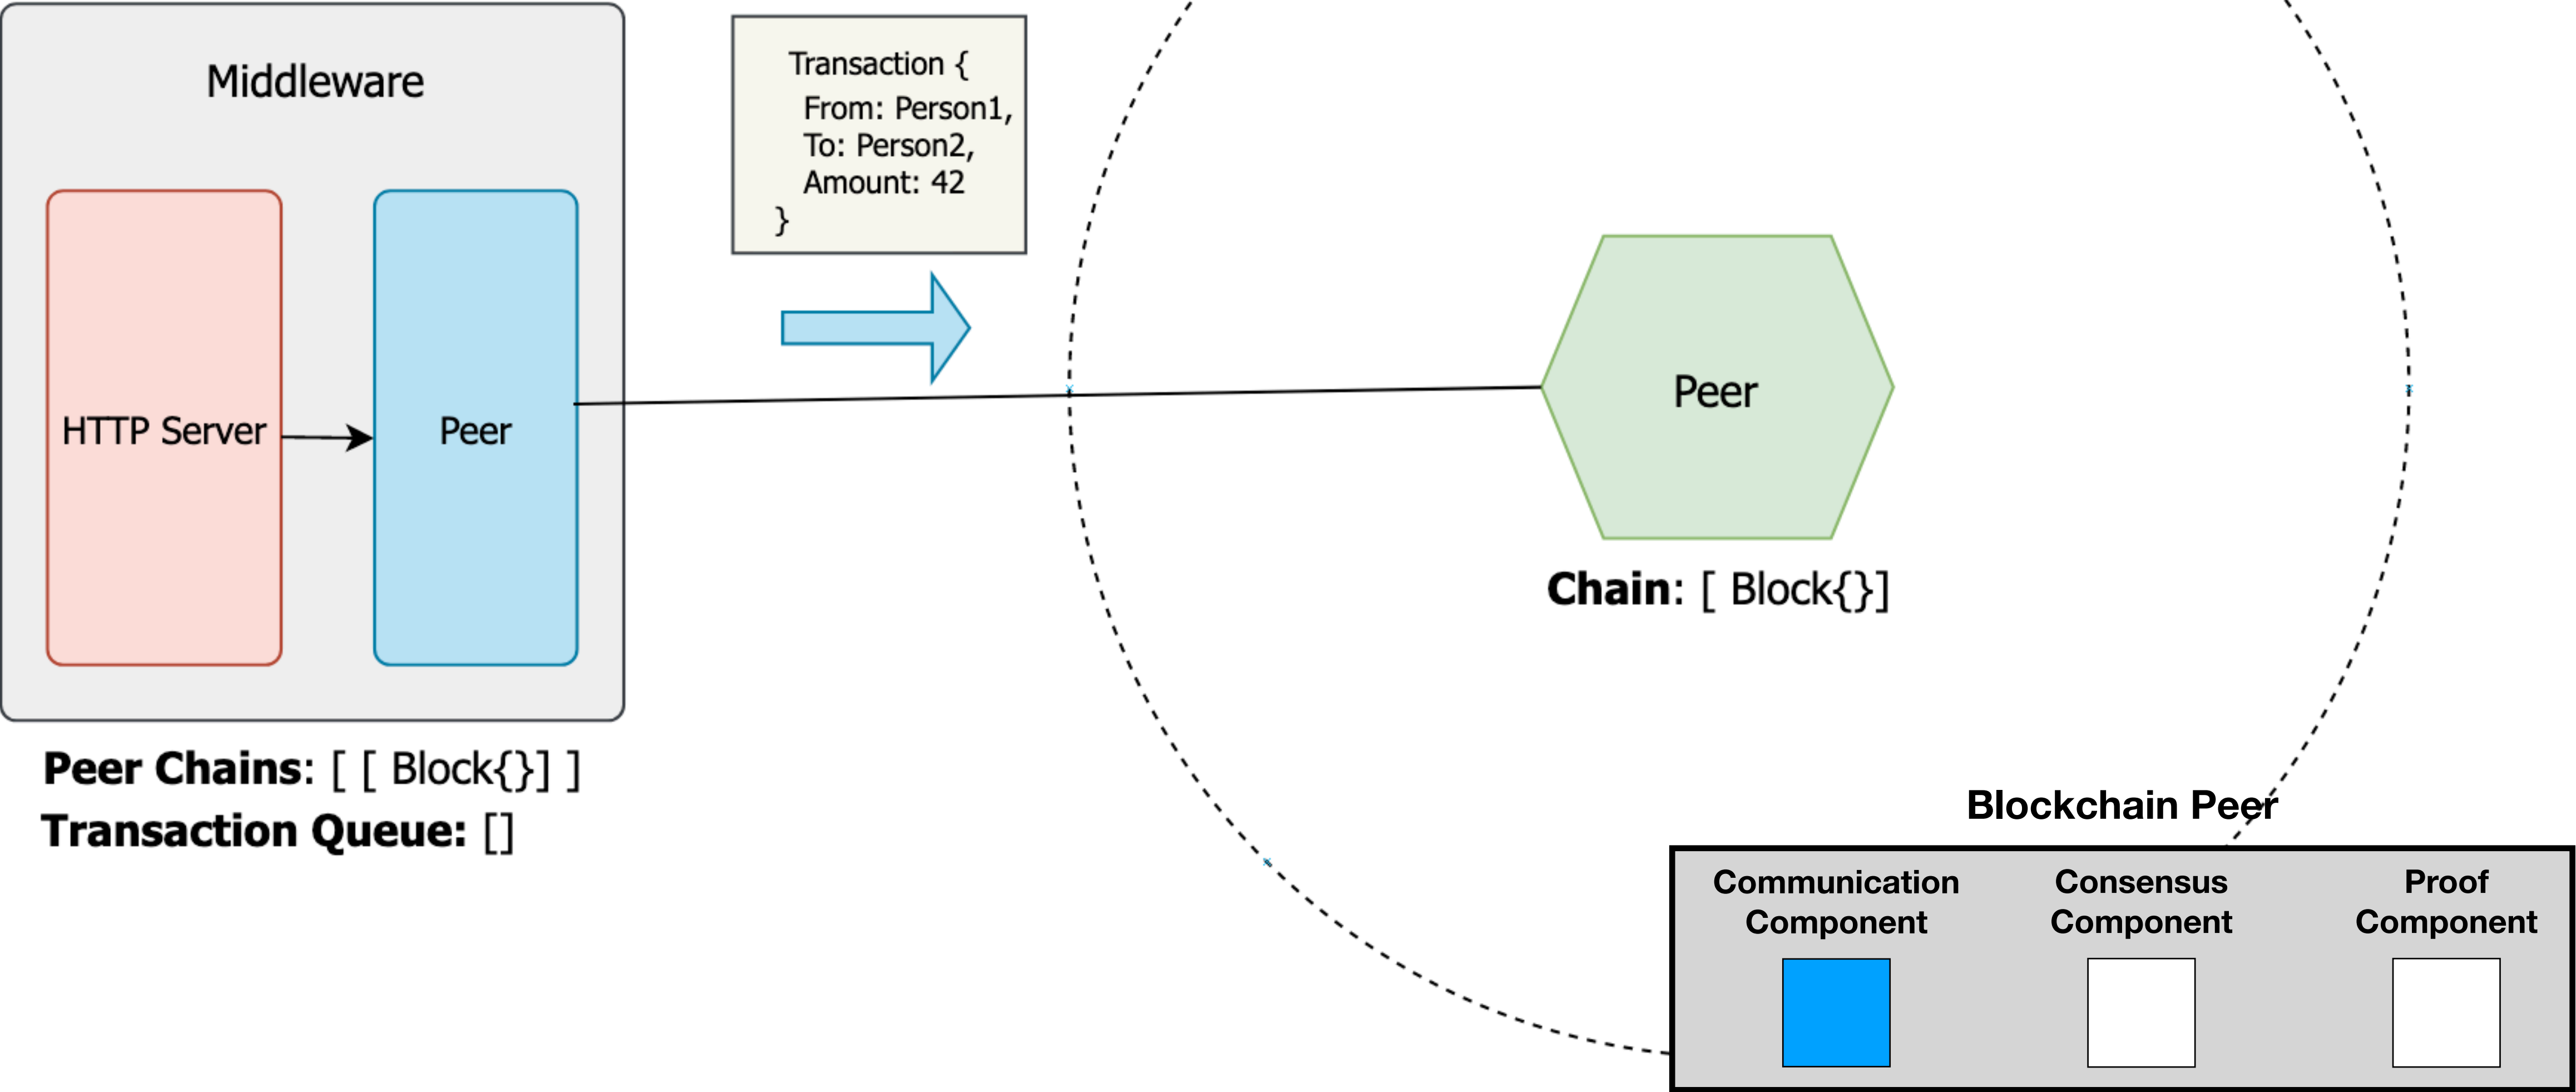 Middleware
HTTP Server
Peer
Peer Chains: [ [ Block{}] ]
Transaction Queue: []
Transaction {
From: Person1,
To: Person2,
Amount: 42
}
Peer
Chain: [ Block{}]
Blockchain Peer
Communication
Component
Consensus
Component
Proof
Component